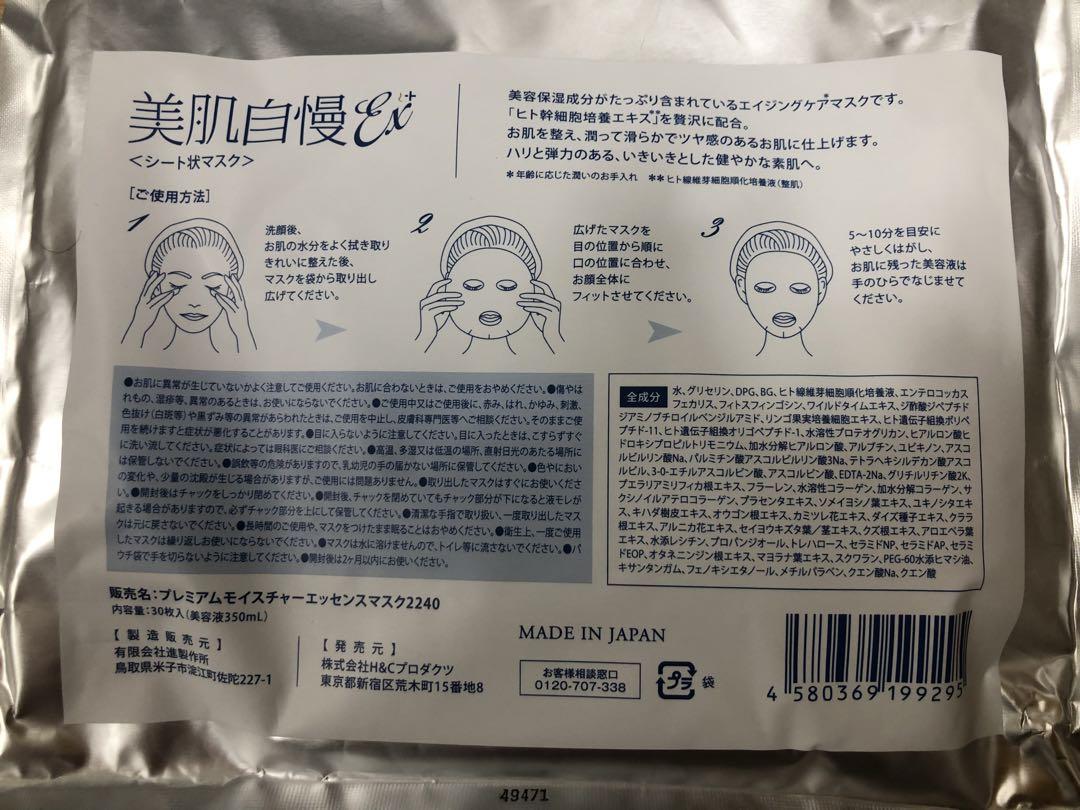 美肌自慢Ex+
＜シート状マスク＞
美容保湿成分がたっぷり含まれているエイジングケア*マスクです。
「ヒト幹細胞培養エキス**」を贅沢に配合。
お肌を整え、潤って滑らかでツヤ感のあるお肌に仕上げます。
ハリと弾力のある、いきいきとした健やかな素肌へ。
＊年齢に応じた潤いのお手入れ ＊＊ヒト線維芽細胞順化培養液(整肌)
[ご使用方法]
1
洗顔後、
お肌の水分をよく拭き取り
きれいに整えた後、
マスクを袋から取り出し
広げてください。
2
広げたマスクを
目の位置から順に
口の位置に合わせ、
お顔全体に
フィットさせてください。
3
5〜10分を目安に
やさしくはがし、
お肌に残った美容液は
手のひらでなじませて
ください。
●お肌に異常が生じていないかよく注意してご使用ください。お肌に合わないときは、ご使用をおやめください。●傷やは
れもの、湿疹等、異常のあるときは、お使いにならないでください。●ご使用中又はご使用後に、赤み、はれ、かゆみ、刺激、
色抜け(白斑等)や黒ずみ等の異常があらわれたときは、ご使用を中止し、皮膚科専門医等へご相談ください。そのままご使
用を続けますと症状が悪化することがあります。●目に入らないように注意してください。目に入ったときは、こすらずすぐ
に洗い流してください。症状によっては眼科医にご相談ください。●高温、多湿又は低温の場所、直射日光のあたる場所に
は保管しないでください。●誤飲等の危険がありますので、乳幼児の手の届かない場所に保管してください。●色やにおい
の変化や、少量の沈殿が生じる場合がありますが、ご使用には問題ありません。●取り出したマスクはすぐにお使いくださ
い。●開封後はチャックをしっかり閉めてください。●開封後、チャックを閉めていてもチャック部分が下になると液モレが
起きる場合がありますので、必ずチャック部分を上にして保管してください。●清潔な手指で取り扱い、一度取り出したマス
クは元に戻さないでください。●長時間のご使用や、マスクをつけたまま眠ることはおやめください。●衛生上、一度ご使用
したマスクは繰り返しお使いにならないでください。●マスクは水に溶けませんので、トイレ等に流さないでください。●パ
ウチ袋で手を切らないように注意してください。●開封後は2ヶ月以内にお使いください。
全成分 水、グリセリン、DPG、BG、ヒト線維芽細胞順化培養液、エンテロコッカス
フェカリス、フィトスフィンゴシン、ワイルドタイムエキス、ジ酢酸ジペプチド
ジアミノブチロイルベンジルアミド、リンゴ果実培養細胞エキス、ヒト遺伝子組換ポリペ
プチド-11、ヒト遺伝子組換オリゴペプチド-1、水溶性プロテオグリカン、ヒアルロン酸ヒ
ドロキシプロピルトリモニウム、加水分解ヒアルロン酸、アルブチン、ユビキノン、アスコ
ルビルリン酸Na、パルミチン酸アスコルビルリン酸3Na、テトラヘキシルデカン酸アスコ
ルビル、3-O-エチルアスコルビン酸、アスコルビン酸、EDTA-2Na、グリチルリチン酸2K、
プエラリアミリフィカ根エキス、フラーレン、水溶性コラーゲン、加水分解コラーゲン、サ
クシノイルアテロコラーゲン、プラセンタエキス、ソメイヨシノ葉エキス、ユキノシタエキ
ス、キハダ樹皮エキス、オウゴン根エキス、カミツレ花エキス、ダイズ種子エキス、クララ
根エキス、アルニカ花エキス、セイヨウキズタ葉/茎エキス、クズ根エキス、アロエベラ葉
エキス、水添レシチン、プロパンジオール、トレハロース、セラミドNP、セラミドAP、セラミ
ドEOP、オタネニンジン根エキス、マヨラナ葉エキス、スクワラン、PEG-60水添ヒマシ油、
キサンタンガム、フェノキシエタノール、メチルパラベン、クエン酸Na、クエン酸
販売名：プレミアムモイスチャーエッセンスマスク2240
内容量：30枚入(美容液350mL)
【製造販売元】
有限会社進製作所
鳥取県米子市淀江町佐陀227-1
【発売元】
株式会社H&Cプロダクツ
東京都新宿区荒木町15番地8
MADE IN JAPAN
お客様相談窓口
0120-707-338
プラ 袋
4 580369 199295
49471